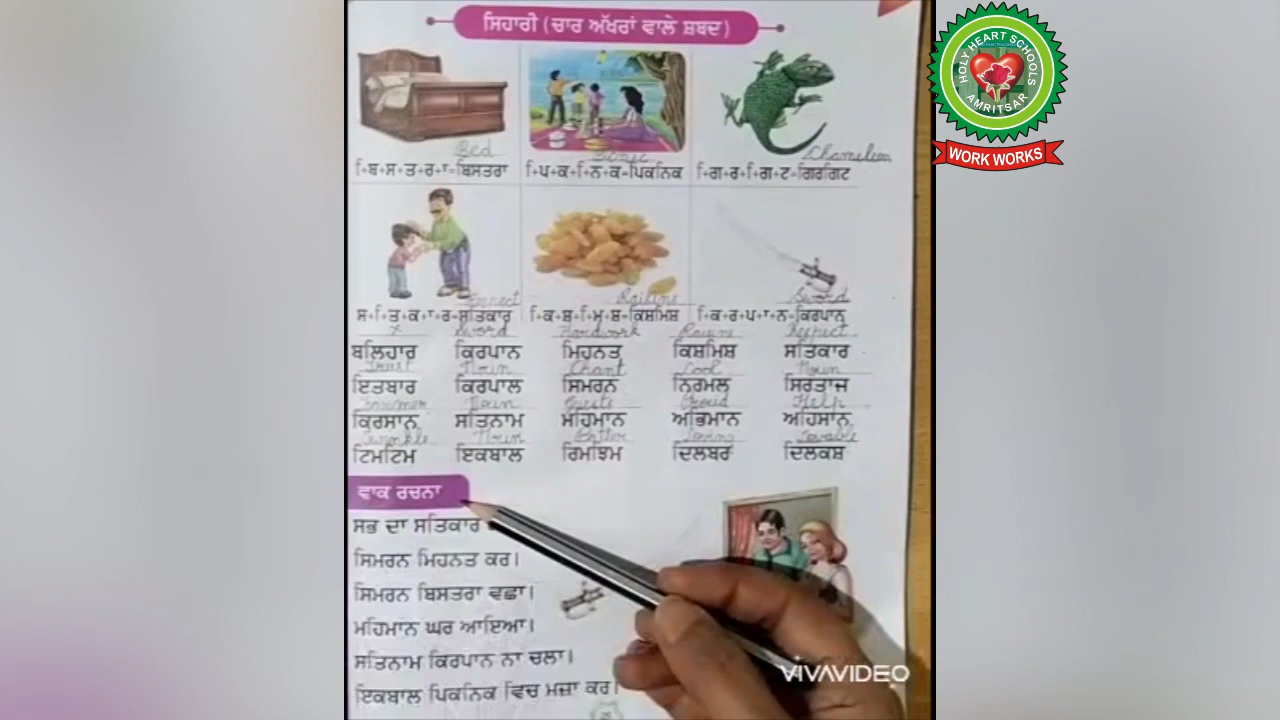 ਸਿਹਾਰੀ (ਚਾਰ ਅੱਖਰਾਂ ਵਾਲੇ ਸ਼ਬਦ)
HOLY HEART SCHOOLS
AMRITSAR
WORK WORKS
Bed Picnic Chameleon
ਿ+ਬ+ਸ+ਤ+ਰ+ਾ=ਬਿਸਤਰਾ ਿ+ਪ+ਕ+ਿ+ਨ+ਕ=ਪਿਕਨਿਕ ਿ+ਗ+ਰ+ਿ+ਗ+ਟ=ਗਿਰਗਿਟ
Respect Raisins Sword
ਸ+ਿ+ਤ+ਕ+ਾ+ਰ=ਸਤਿਕਾਰ ਿ+ਕ+ਸ਼+ਿ+ਮ+ਸ਼=ਕਿਸ਼ਮਿਸ਼ ਿ+ਕ+ਰ+ਪ+ਾ+ਨ=ਕਿਰਪਾਨ
Sword Hardwork Respect
ਬਲਿਹਾਰ ਕਿਰਪਾਨ ਮਿਹਨਤ ਕਿਸ਼ਮਿਸ਼ ਸਤਿਕਾਰ
Trust Noun Chant Cool Noun
ਇਤਬਾਰ ਕਿਰਪਾਲ ਸਿਮਰਨ ਨਿਰਮਲ ਸਿਰਤਾਜ
Noun Guests Proud Help
ਕਿਰਸਾਨ ਸਤਿਨਾਮ ਮਹਿਮਾਨ ਅਭਿਮਾਨ ਅਹਿਸਾਨ
Twinkle Noun Loving Lovable
ਟਿਮਟਿਮ ਇਕਬਾਲ ਰਿਮਝਿਮ ਦਿਲਬਰ ਦਿਲਕਸ਼
ਵਾਕ ਰਚਨਾ
ਸਭ ਦਾ ਸਤਿਕਾਰ
ਸਿਮਰਨ ਮਿਹਨਤ ਕਰ।
ਸਿਮਰਨ ਬਿਸਤਰਾ ਵਛਾ।
ਮਹਿਮਾਨ ਘਰ ਆਇਆ।
ਸਤਿਨਾਮ ਕਿਰਪਾਨ ਨਾ ਚਲਾ।
ਇਕਬਾਲ ਪਿਕਨਿਕ ਵਿਚ ਮਜ਼ਾ ਕਰ।
VIVAVIDEO